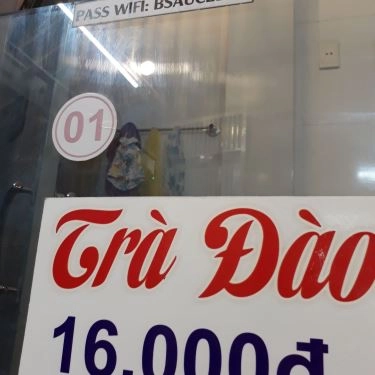 PASS WIFI:
01
Trà Đào
16.000đ